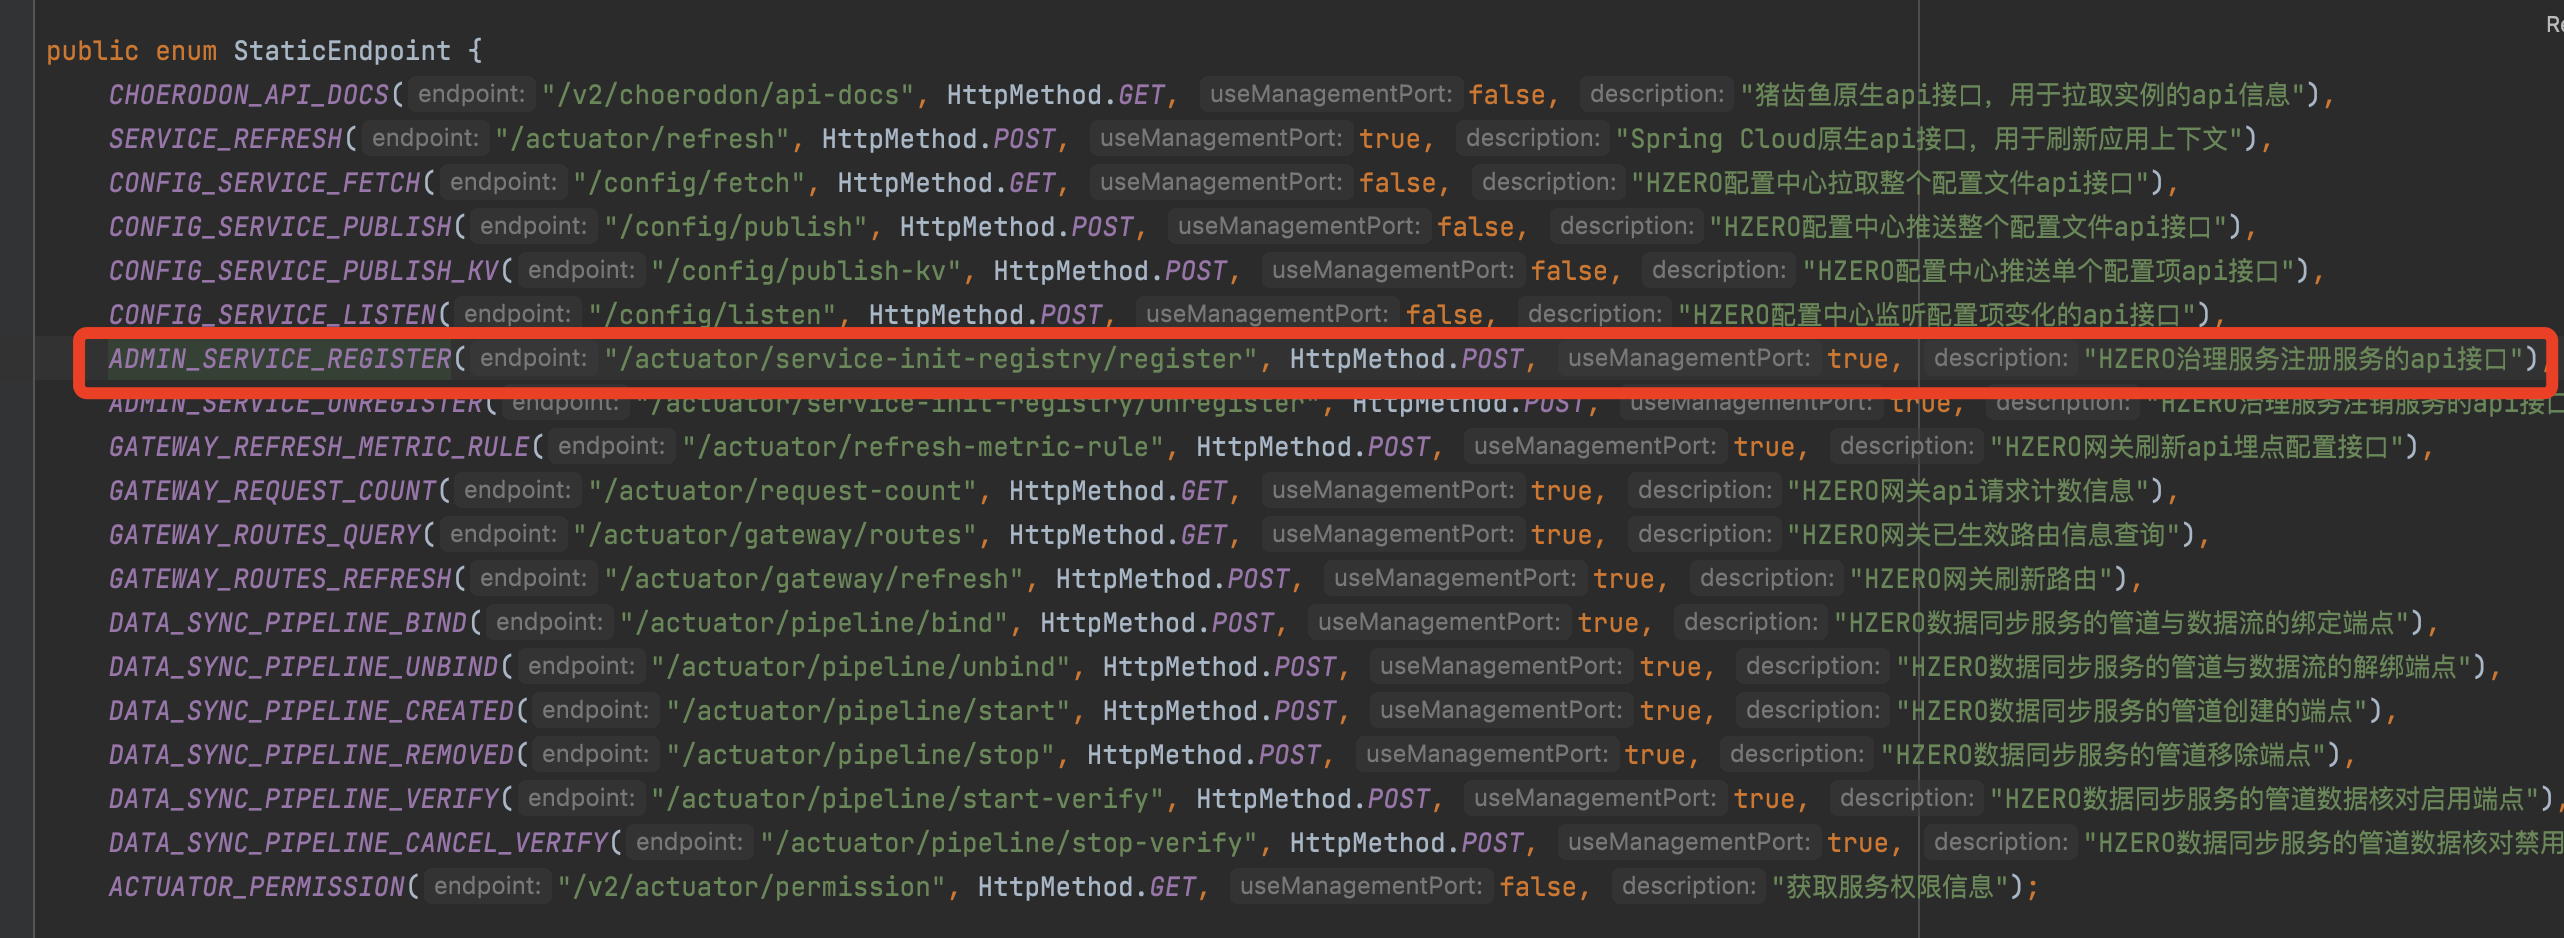 Re
public enum StaticEndpoint {
CHOERODON_API_DOCS( endpoint: "/v2/choerodon/api-docs", HttpMethod.GET, useManagementPort: false, description: "猪齿鱼原生api接口，用于拉取实例的api信息"),
SERVICE_REFRESH( endpoint: "/actuator/refresh", HttpMethod.POST, useManagementPort: true, description: "Spring Cloud原生api接口，用于刷新应用上下文"),
CONFIG_SERVICE_FETCH( endpoint: "/config/fetch", HttpMethod.GET, useManagementPort: false, description: "HZERO配置中心拉取整个配置文件api接口"),
CONFIG_SERVICE_PUBLISH( endpoint: "/config/publish", HttpMethod.POST, useManagementPort: false, description: "HZERO配置中心推送整个配置文件api接口"),
CONFIG_SERVICE_PUBLISH_KV( endpoint: "/config/publish-kv", HttpMethod.POST, useManagementPort: false, description: "HZERO配置中心推送单个配置项api接口"),
CONFIG_SERVICE_LISTEN( endpoint: "/config/listen", HttpMethod.POST, useManagementPort: false, description: "HZERO配置中心监听配置项变化的api接口"),
ADMIN_SERVICE_REGISTER( endpoint: "/actuator/service-init-registry/register", HttpMethod.POST, useManagementPort: true, description: "HZERO治理服务注册服务的api接口"),
ADMIN_SERVICE_UNREGISTER( endpoint: "/actuator/service-init-registry/unregister", HttpMethod.POST, useManagementPort: true, description: "HZERO治理服务注销服务的api接口
GATEWAY_REFRESH_METRIC_RULE( endpoint: "/actuator/refresh-metric-rule", HttpMethod.POST, useManagementPort: true, description: "HZERO网关刷新api埋点配置接口"),
GATEWAY_REQUEST_COUNT( endpoint: "/actuator/request-count", HttpMethod.GET, useManagementPort: true, description: "HZERO网关api请求计数信息"),
GATEWAY_ROUTES_QUERY( endpoint: "/actuator/gateway/routes", HttpMethod.GET, useManagementPort: true, description: "HZERO网关已生效路由信息查询"),
GATEWAY_ROUTES_REFRESH( endpoint: "/actuator/gateway/refresh", HttpMethod.POST, useManagementPort: true, description: "HZERO网关刷新路由"),
DATA_SYNC_PIPELINE_BIND( endpoint: "/actuator/pipeline/bind", HttpMethod.POST, useManagementPort: true, description: "HZERO数据同步服务的管道与数据流的绑定端点"),
DATA_SYNC_PIPELINE_UNBIND( endpoint: "/actuator/pipeline/unbind", HttpMethod.POST, useManagementPort: true, description: "HZERO数据同步服务的管道与数据流的解绑端点"),
DATA_SYNC_PIPELINE_CREATED( endpoint: "/actuator/pipeline/start", HttpMethod.POST, useManagementPort: true, description: "HZERO数据同步服务的管道创建的端点"),
DATA_SYNC_PIPELINE_REMOVED( endpoint: "/actuator/pipeline/stop", HttpMethod.POST, useManagementPort: true, description: "HZERO数据同步服务的管道移除端点"),
DATA_SYNC_PIPELINE_VERIFY( endpoint: "/actuator/pipeline/start-verify", HttpMethod.POST, useManagementPort: true, description: "HZERO数据同步服务的管道数据核对启用端点"),
DATA_SYNC_PIPELINE_CANCEL_VERIFY( endpoint: "/actuator/pipeline/stop-verify", HttpMethod.POST, useManagementPort: true, description: "HZERO数据同步服务的管道数据核对禁用
ACTUATOR_PERMISSION( endpoint: "/v2/actuator/permission", HttpMethod.GET, useManagementPort: false, description: "获取服务权限信息");